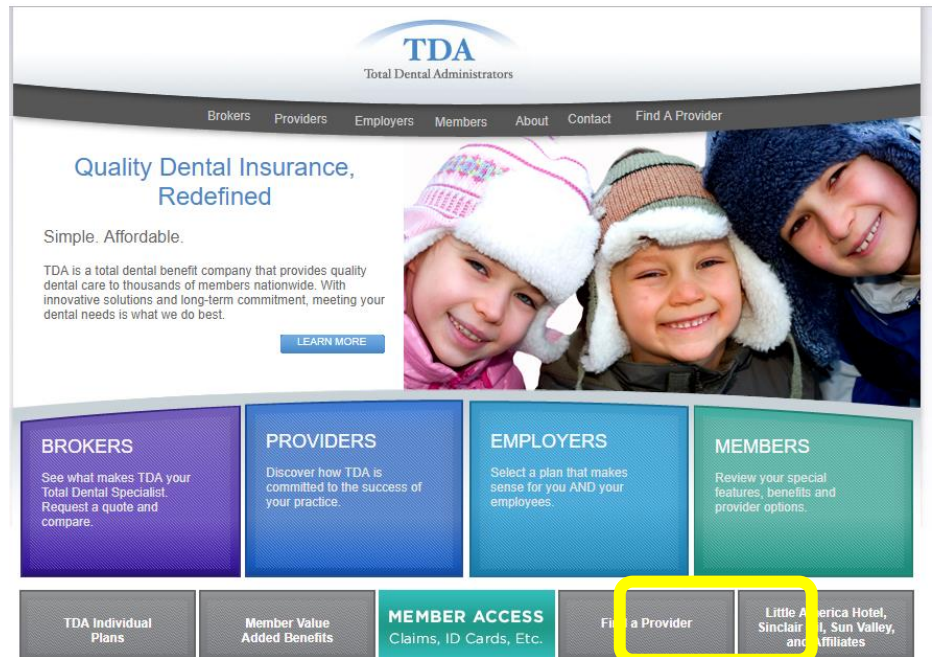 TDA
Total Dental Administrators
Brokers Providers Employers Members About Contact Find A Provider
Quality Dental Insurance,
Redefined
Simple. Affordable.
TDA is a total dental benefit company that provides quality
dental care to thousands of members nationwide. With
innovative solutions and long-term commitment, meeting your
dental needs is what we do best.
LEARN MORE
BROKERS
See what makes TDA your
Total Dental Specialist.
Request a quote and
compare.
PROVIDERS
Discover how TDA is
committed to the success of
your practice.
EMPLOYERS
Select a plan that makes
sense for you AND your
employees.
MEMBERS
Review your special
features, benefits and
provider options.
TDA Individual
Plans
Member Value
Added Benefits
MEMBER ACCESS
Claims, ID Cards, Etc.
Find a Provider
Little America Hotel,
Sinclair Oil, Sun Valley,
and Affiliates